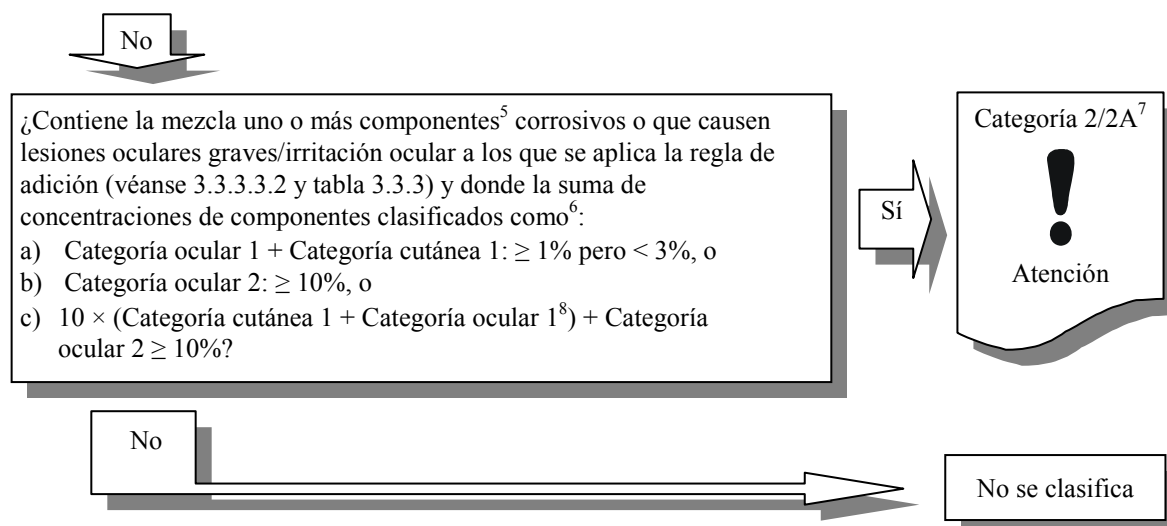 No
¿Contiene la mezcla uno o más componentes⁵ corrosivos o que causen
lesiones oculares graves/irritación ocular a los que se aplica la regla de
adición (véanse 3.3.3.3.2 y tabla 3.3.3) y donde la suma de
concentraciones de componentes clasificados como⁶:
a) Categoría ocular 1 + Categoría cutánea 1: ≥ 1% pero < 3%, o
b) Categoría ocular 2: ≥ 10%, o
c) 10 × (Categoría cutánea 1 + Categoría ocular 1⁸) + Categoría
ocular 2 ≥ 10%?
Sí
Categoría 2/2A⁷
!
Atención
No
No se clasifica